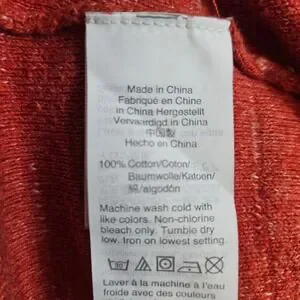 Made in China
Fabriqué en Chine
in China Hergestellt
Vervaardigd in China
中国製
Hecho en China
100% Cotton/Coton/
Baumwolle/Katoen/
綿/algodón
Machine wash cold with
like colors. Non-chlorine
bleach only. Tumble dry
low. Iron on lowest setting.
Laver à la machine à l'eau
froide avec des couleurs